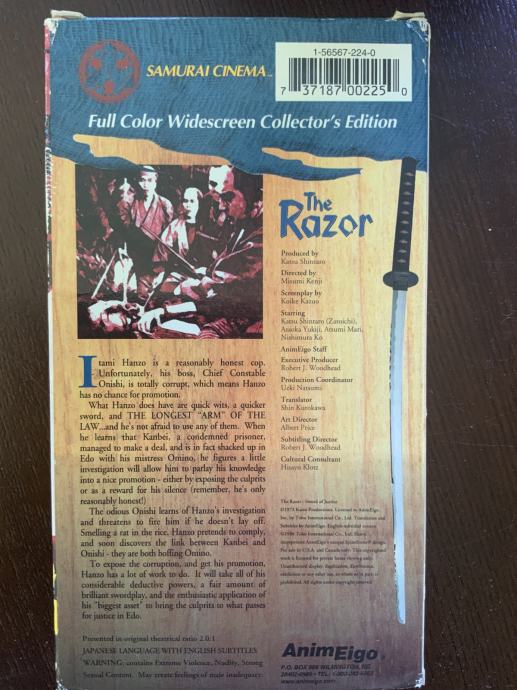 SAMURAI CINEMA™
1-56567-224-0
7 37187 00225 0
Full Color Widescreen Collector's Edition
The
Razor
Produced by
Katsu Shintaro
Directed by
Misumi Kenji
Screenplay by
Koike Kazuo
Starring
Katsu Shintaro (Zatoichi),
Asaoka Yukiji, Atsumi Mari,
Nishimura Ko
AnimEigo Staff
Executive Producer
Robert J. Woodhead
Production Coordinator
Ueki Natsumi
Translator
Shin Kurokawa
Art Director
Albert Price
Subtitling Director
Robert J. Woodhead
Cultural Consultant
Hisayo Klotz
Itami Hanzo is a reasonably honest cop.
Unfortunately, his boss, Chief Constable
Onishi, is totally corrupt, which means Hanzo
has no chance for promotion.
What Hanzo does have are quick wits, a quicker
sword, and THE LONGEST "ARM" OF THE
LAW...and he's not afraid to use any of them. When
he learns that Kanbei, a condemned prisoner,
managed to make a deal, and is in fact shacked up in
Edo with his mistress Omino, he figures a little
investigation will allow him to parlay his knowledge
into a nice promotion - either by exposing the culprits
or as a reward for his silence (remember, he's only
reasonably honest!)
The odious Onishi learns of Hanzo's investigation
and threatens to fire him if he doesn't lay off.
Smelling a rat in the rice, Hanzo pretends to comply,
and soon discovers the link between Kanbei and
Onishi - they are both boffing Omino.
To expose the corruption, and get his promotion,
Hanzo has a lot of work to do. It will take all of his
considerable deductive powers, a fair amount of
brilliant swordplay, and the enthusiastic application of
his "biggest asset" to bring the culprits to what passes
for justice in Edo.
Presented in original theatrical ratio 2.0:1
JAPANESE LANGUAGE WITH ENGLISH SUBTITLES
WARNING: contains Extreme Violence, Nudity, Strong
Sexual Content. May create feelings of male inadequacy.
The Razor: Sword of Justice
AnimEigo®
www.animeigo.com